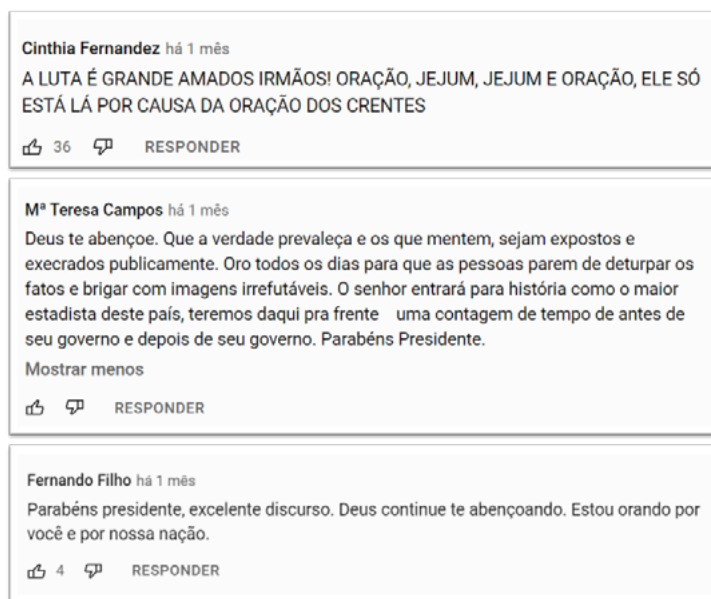 Cinthia Fernandez há 1 mês
A LUTA É GRANDE AMADOS IRMÃOS! ORAÇÃO, JEJUM, JEJUM E ORAÇÃO, ELE SÓ
ESTÁ LÁ POR CAUSA DA ORAÇÃO DOS CRENTES
36 RESPONDER
Mª Teresa Campos há 1 mês
Deus te abençoe. Que a verdade prevaleça e os que mentem, sejam expostos e
execrados publicamente. Oro todos os dias para que as pessoas parem de deturpar os
fatos e brigar com imagens irrefutáveis. O senhor entrará para história como o maior
estadista deste país, teremos daqui pra frente uma contagem de tempo de antes de
seu governo e depois de seu governo. Parabéns Presidente.
Mostrar menos
RESPONDER
Fernando Filho há 1 mês
Parabéns presidente, excelente discurso. Deus continue te abençoando. Estou orando por
você e por nossa nação.
4 RESPONDER